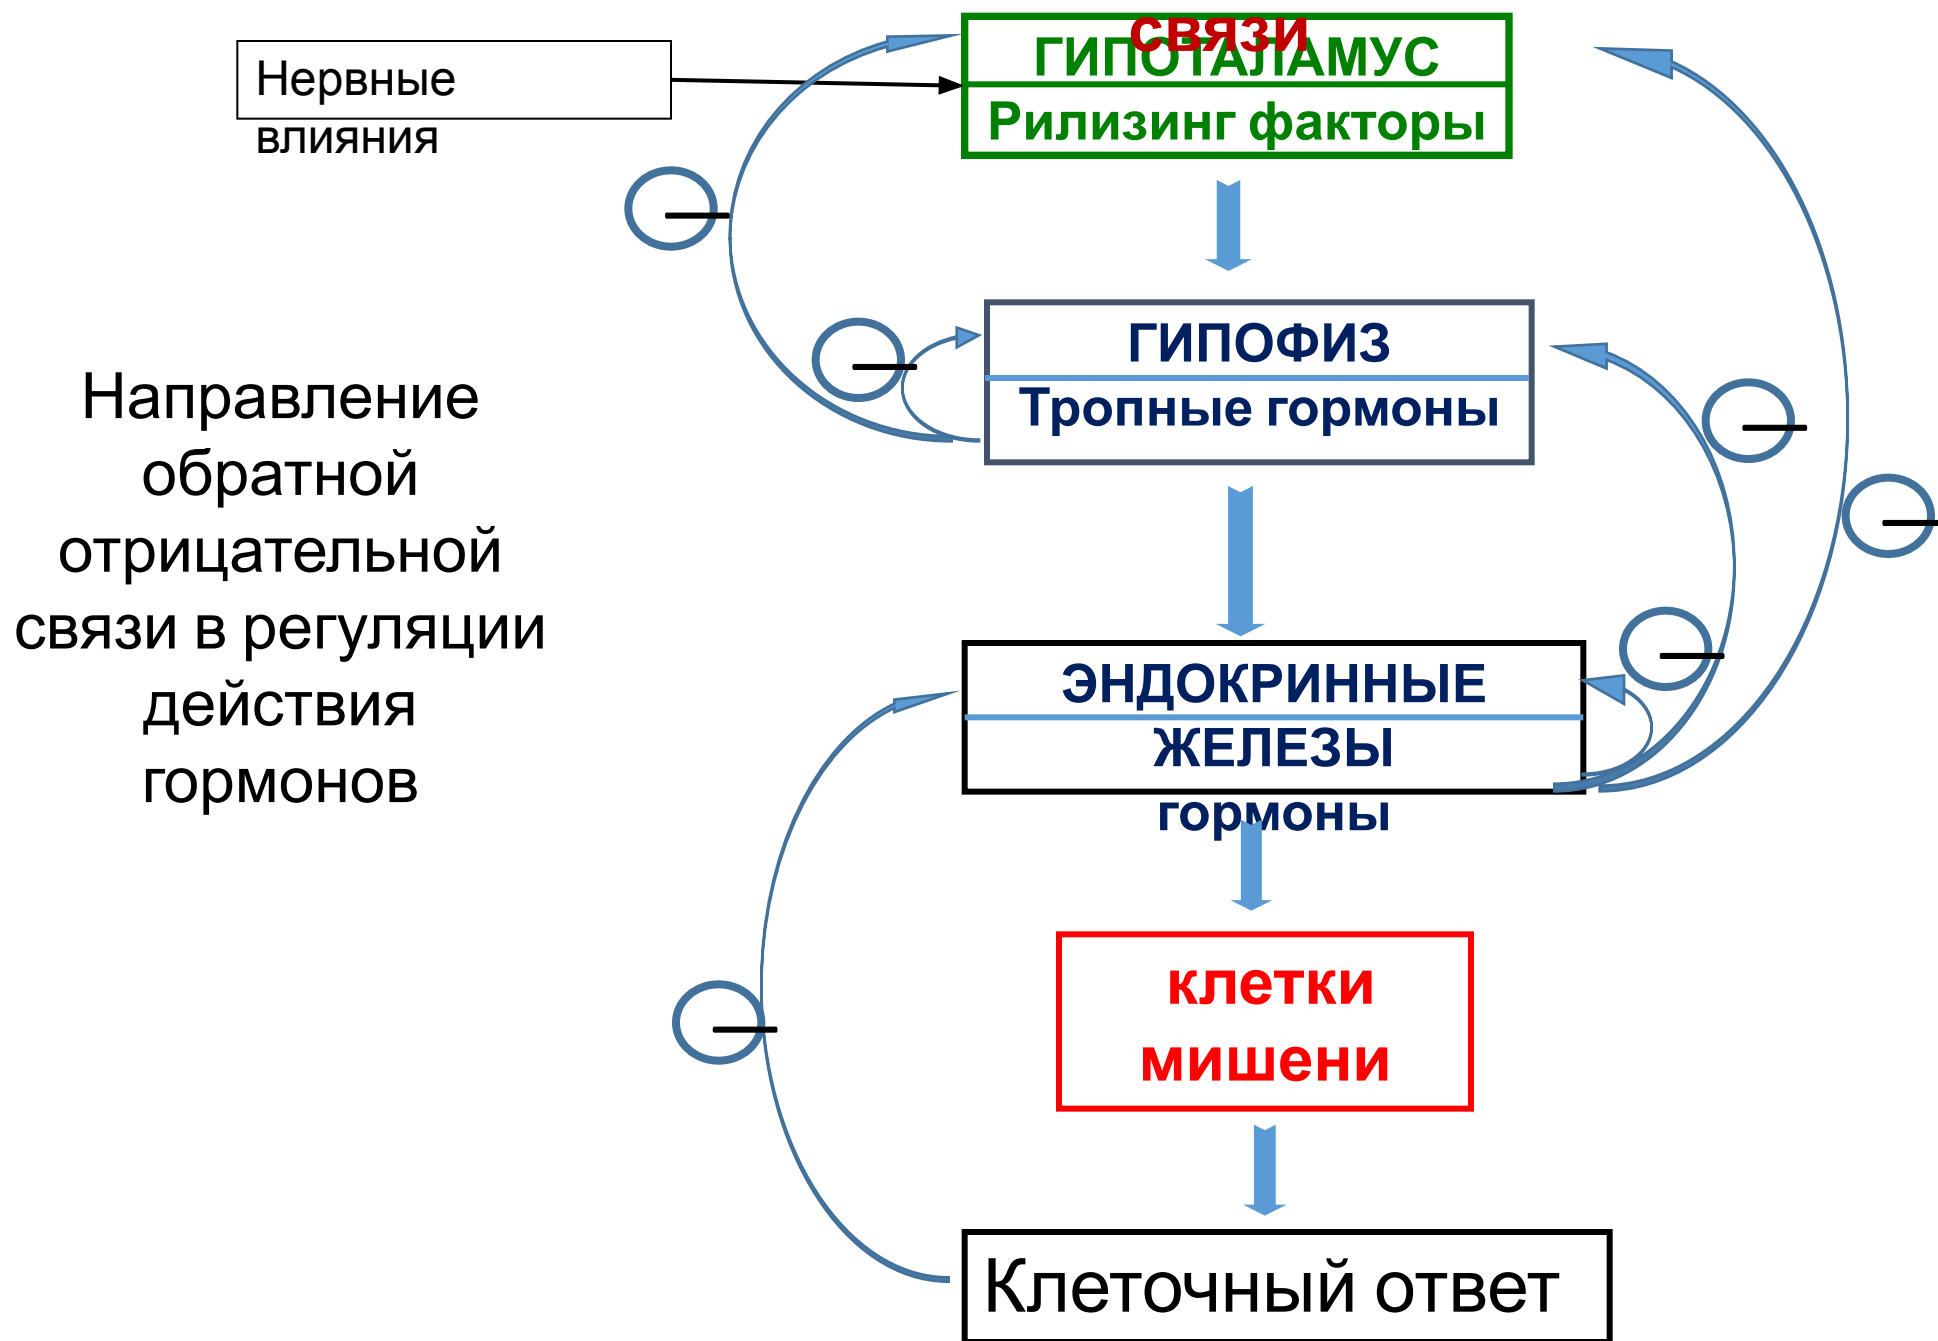 связи
Нервные
влияния
ГИПОТАЛАМУС
Рилизинг факторы
ГИПОФИЗ
Тропные гормоны
Направление
обратной
отрицательной
связи в регуляции
действия
гормонов
ЭНДОКРИННЫЕ
ЖЕЛЕЗЫ
гормоны
клетки
мишени
Клеточный ответ